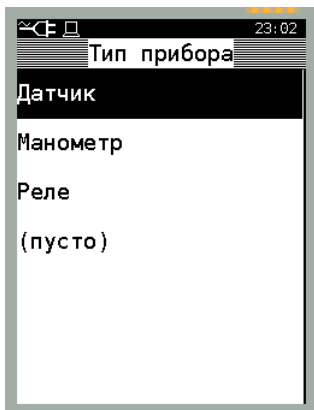 23:02
Тип прибора
Датчик
Манометр
Реле
(пусто)